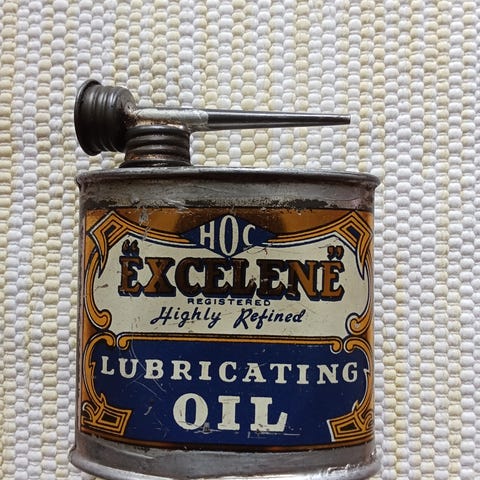 HOC
"EXCELENE"
REGISTERED
Highly Refined
LUBRICATING
OIL